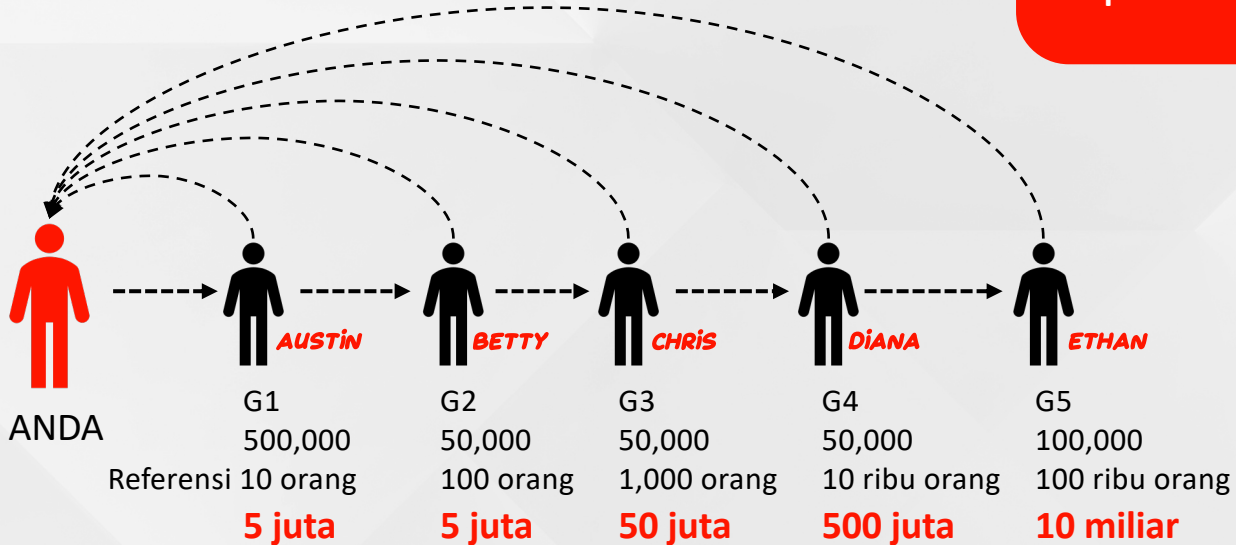 AUSTiN
BETTY
CHRiS
DiANA
ETHAN
ANDA
G1
500,000
Referensi 10 orang
5 juta
G2
50,000
100 orang
5 juta
G3
50,000
1,000 orang
50 juta
G4
50,000
10 ribu orang
500 juta
G5
100,000
100 ribu orang
10 miliar